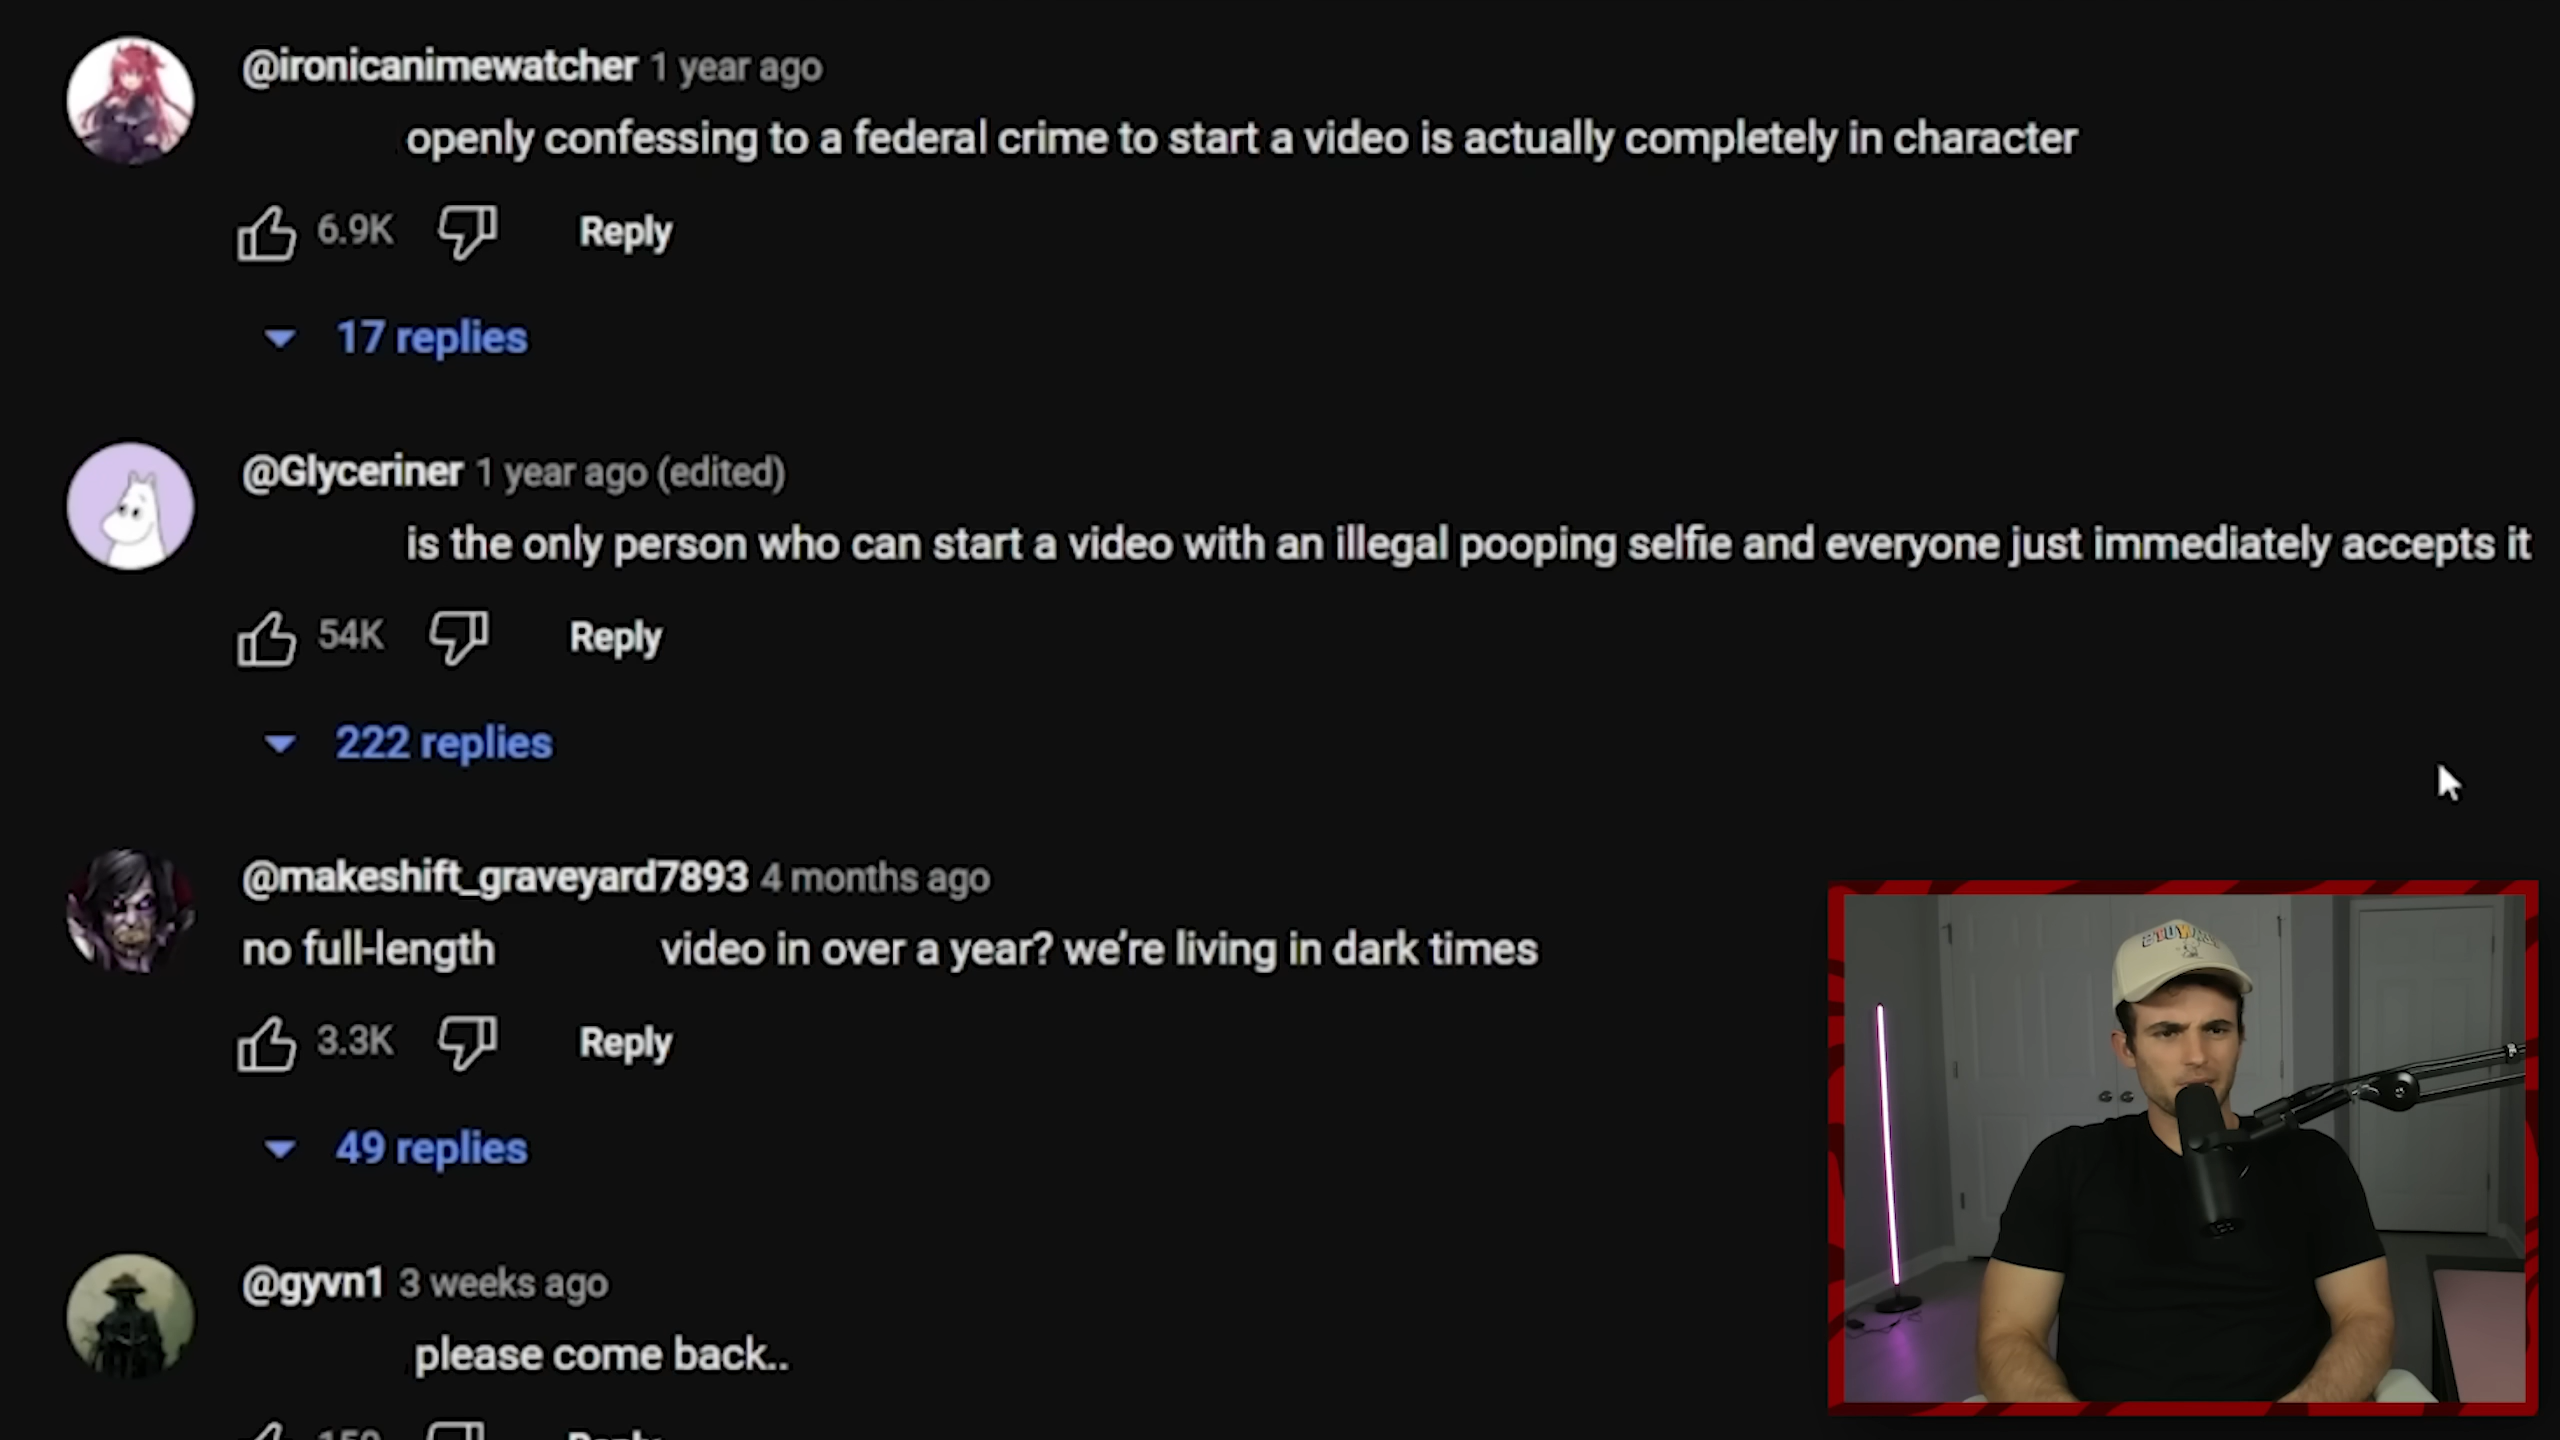 @ironicanimewatcher 1 year ago
openly confessing to a federal crime to start a video is actually completely in character
6.9K Reply
17 replies
@Glyceriner 1 year ago (edited)
is the only person who can start a video with an illegal pooping selfie and everyone just immediately accepts it
54K Reply
222 replies
@makeshift_graveyard7893 4 months ago
no full-length video in over a year? we're living in dark times
3.3K Reply
49 replies
@gyvn1 3 weeks ago
please come back..
Reply